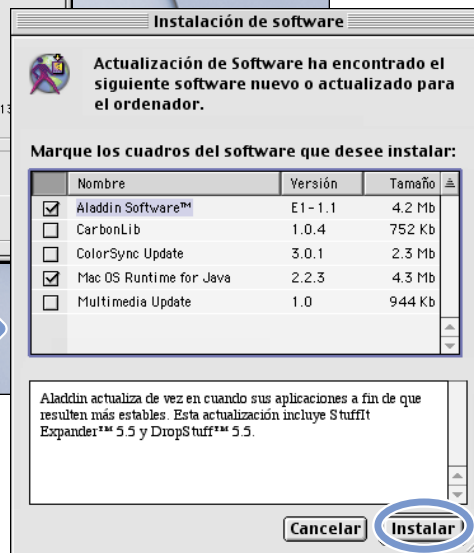 Instalación de software
Actualización de Software ha encontrado el
siguiente software nuevo o actualizado para
el ordenador.
Marque los cuadros del software que desee instalar:
Nombre Versión Tamaño
Aladdin Software™ E1-1.1 4.2 Mb
CarbonLib 1.0.4 752 Kb
ColorSync Update 3.0.1 2.3 Mb
Mac OS Runtime for Java 2.2.3 4.3 Mb
Multimedia Update 1.0 944 Kb
Aladdin actualiza de vez en cuando sus aplicaciones a fin de que
resulten más estables. Esta actualización incluye StuffIt
Expander™ 5.5 y DropStuff™ 5.5.
Cancelar Instalar